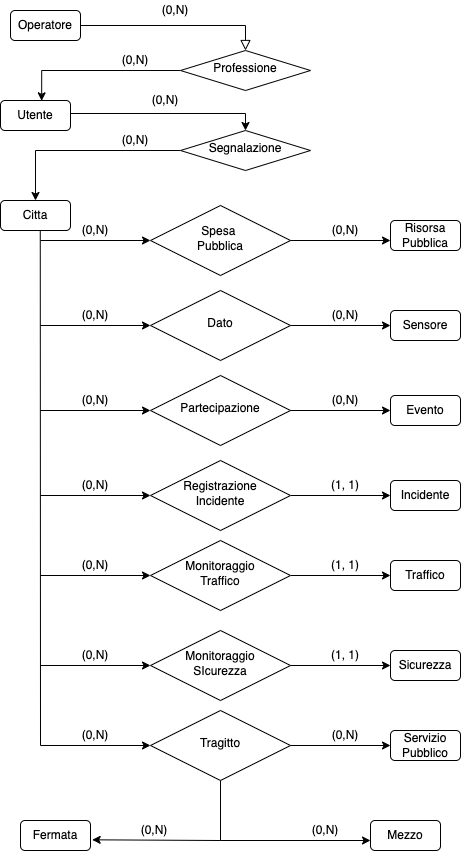 Operatore
(0,N)
Professione
(0,N)
Utente
(0,N)
Segnalazione
(0,N)
Citta
(0,N)
Spesa
Pubblica
(0,N)
Risorsa
Pubblica
(0,N)
Dato
(0,N)
Sensore
(0,N)
Partecipazione
(0,N)
Evento
(0,N)
Registrazione
Incidente
(1, 1)
Incidente
(0,N)
Monitoraggio
Traffico
(1, 1)
Traffico
(0,N)
Monitoraggio
SIcurezza
(1, 1)
Sicurezza
(0,N)
Tragitto
(0,N)
Servizio
Pubblico
Fermata
(0,N)
(0,N)
Mezzo